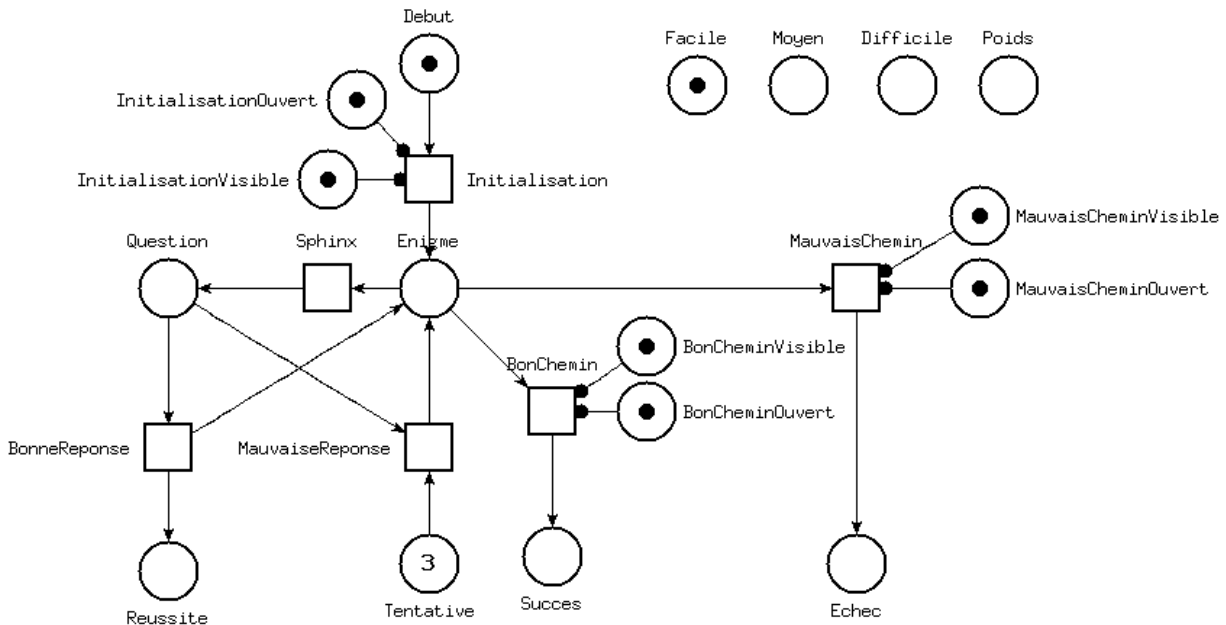 Debut
Facile Moyen Difficile Poids
InitialisationOuvert
InitialisationVisible
Initialisation
MauvaisCheminVisible
Question Sphinx Enigme
MauvaisChemin
MauvaisCheminOuvert
BonCheminVisible
BonChemin
BonCheminOuvert
BonneReponse MauvaiseReponse
3
Reussite Tentative Succes Echec